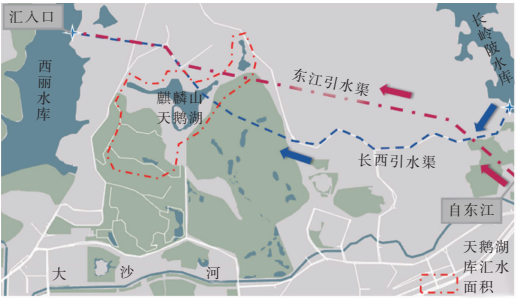 汇入口
长岭陂水库
西丽水库
东江引水渠
麒麟山
天鹅湖
长西引水渠
自东江
天鹅湖
库汇水
面积
大沙河